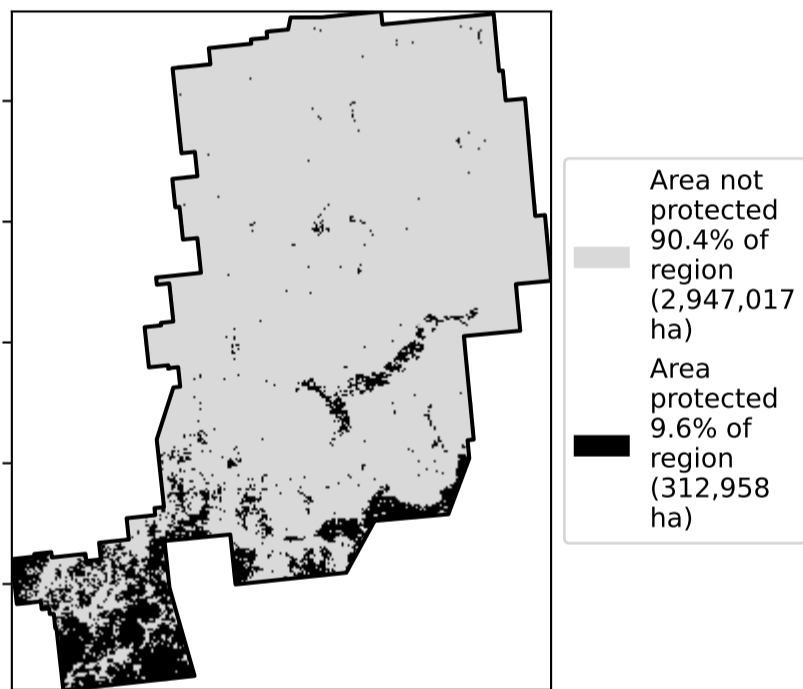 Area not
protected
90.4% of
region
(2,947,017
ha)
Area
protected
9.6% of
region
(312,958
ha)